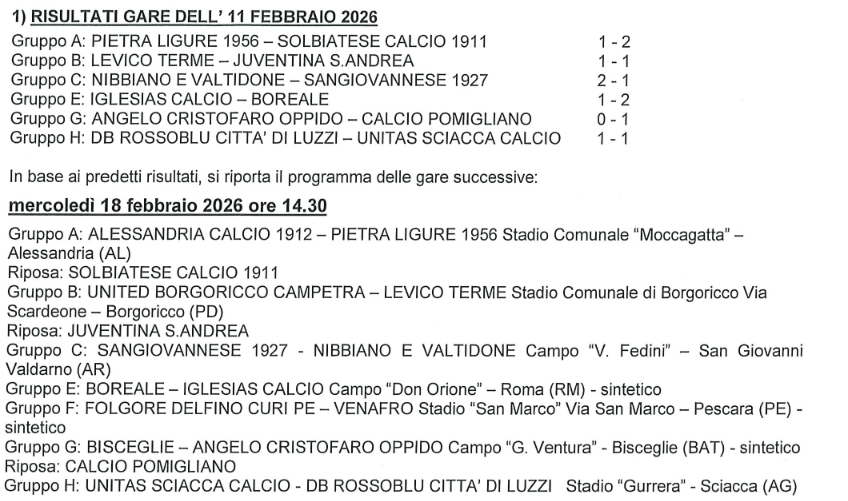 1) RISULTATI GARE DELL' 11 FEBBRAIO 2026
Gruppo A: PIETRA LIGURE 1956 – SOLBIATESE CALCIO 1911 1 - 2
Gruppo B: LEVICO TERME – JUVENTINA S.ANDREA 1 - 1
Gruppo C: NIBBIANO E VALTIDONE – SANGIOVANNESE 1927 2 - 1
Gruppo E: IGLESIAS CALCIO – BOREALE 1 - 2
Gruppo G: ANGELO CRISTOFARO OPPIDO – CALCIO POMIGLIANO 0 - 1
Gruppo H: DB ROSSOBLU CITTA' DI LUZZI – UNITAS SCIACCA CALCIO 1 - 1
In base ai predetti risultati, si riporta il programma delle gare successive:
mercoledì 18 febbraio 2026 ore 14.30
Gruppo A: ALESSANDRIA CALCIO 1912 – PIETRA LIGURE 1956 Stadio Comunale "Moccagatta" –
Alessandria (AL)
Riposa: SOLBIATESE CALCIO 1911
Gruppo B: UNITED BORGORICCO CAMPETRA – LEVICO TERME Stadio Comunale di Borgoricco Via
Scardeone – Borgoricco (PD)
Riposa: JUVENTINA S.ANDREA
Gruppo C: SANGIOVANNESE 1927 - NIBBIANO E VALTIDONE Campo "V. Fedini" – San Giovanni
Valdarno (AR)
Gruppo E: BOREALE – IGLESIAS CALCIO Campo "Don Orione" – Roma (RM) - sintetico
Gruppo F: FOLGORE DELFINO CURI PE – VENAFRO Stadio "San Marco" Via San Marco – Pescara (PE) -
sintetico
Gruppo G: BISCEGLIE – ANGELO CRISTOFARO OPPIDO Campo "G. Ventura" - Bisceglie (BAT) - sintetico
Riposa: CALCIO POMIGLIANO
Gruppo H: UNITAS SCIACCA CALCIO - DB ROSSOBLU CITTA' DI LUZZI Stadio "Gurrera" - Sciacca (AG)